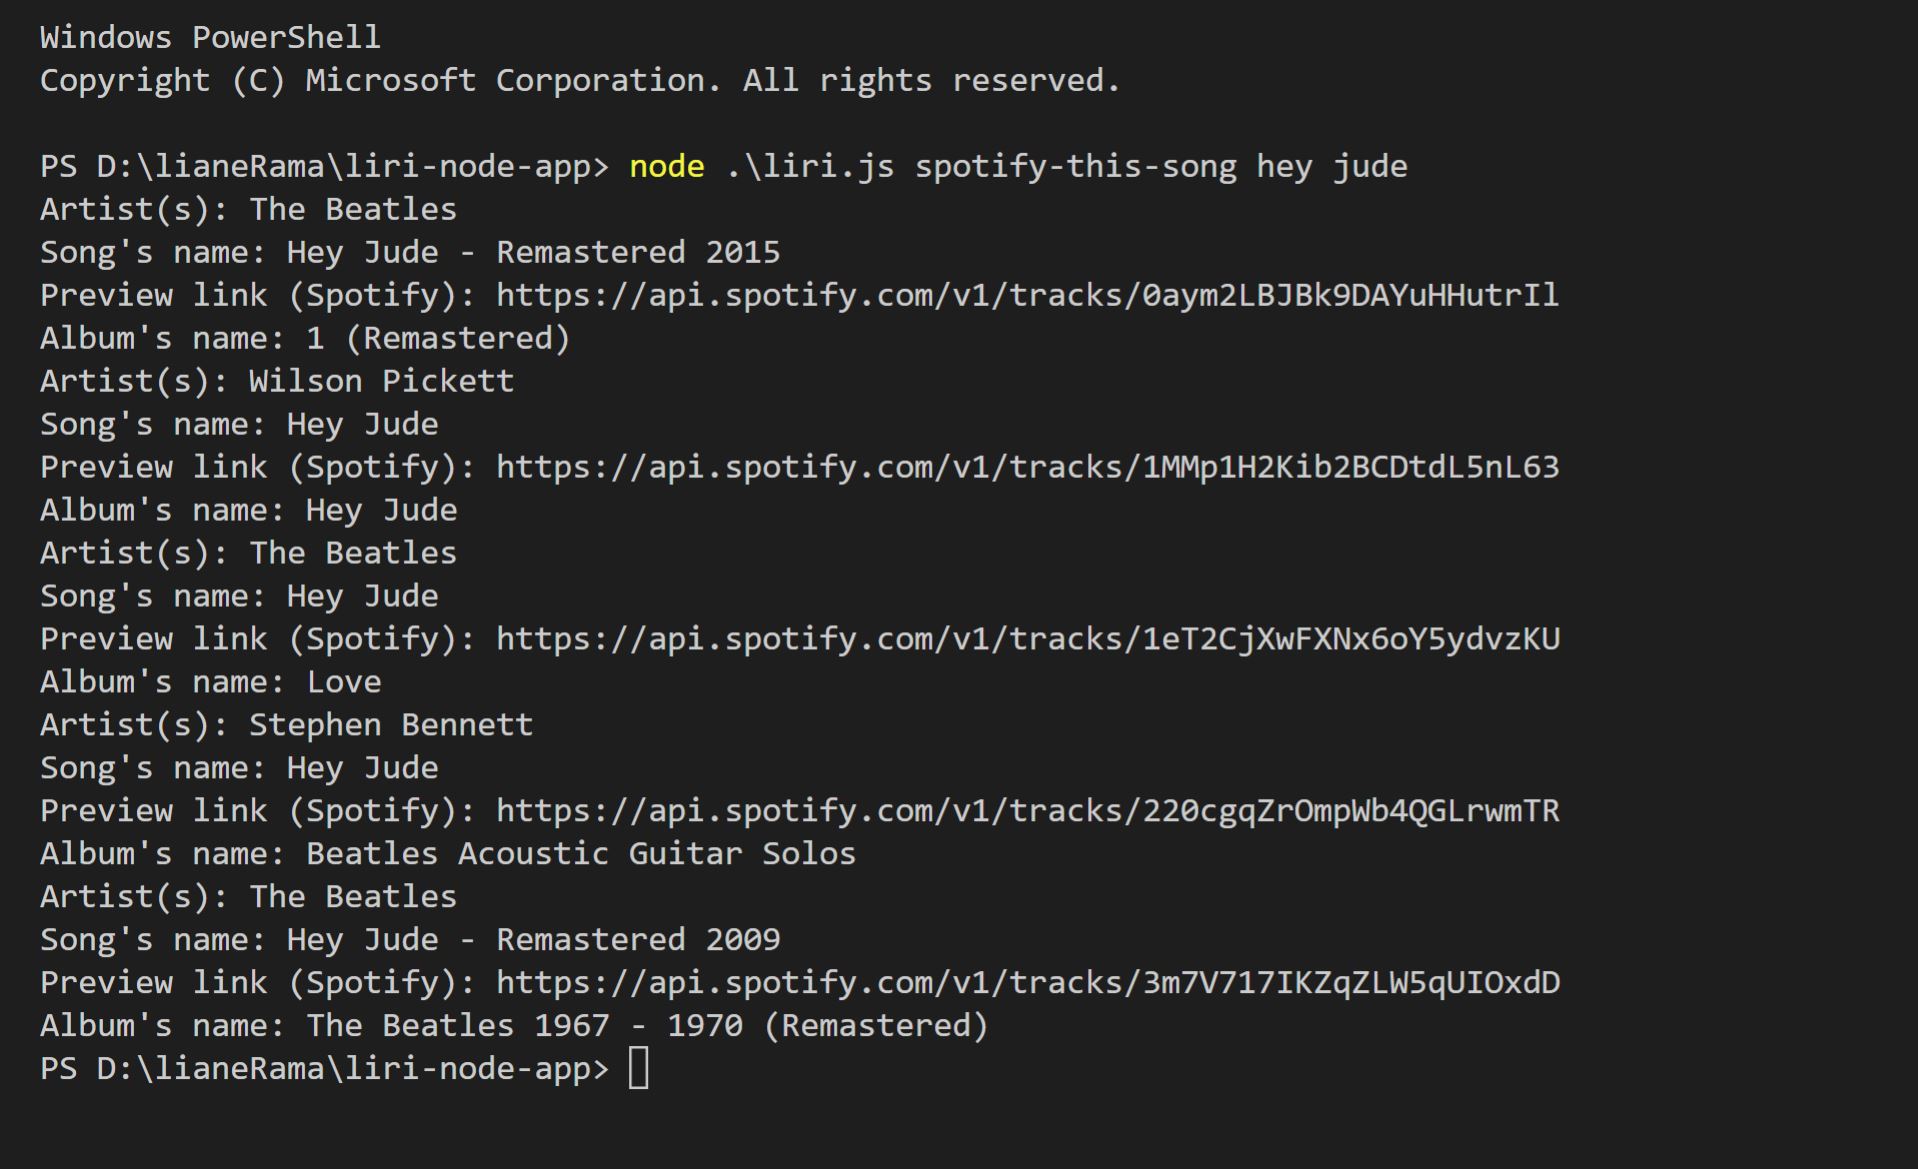 Windows PowerShell
Copyright (C) Microsoft Corporation. All rights reserved.
PS D:\lianeRama\liri-node-app> node .\liri.js spotify-this-song hey jude
Artist(s): The Beatles
Song's name: Hey Jude - Remastered 2015
Preview link (Spotify): https://api.spotify.com/v1/tracks/0aym2LBJBk9DAYuHHutrIl
Album's name: 1 (Remastered)
Artist(s): Wilson Pickett
Song's name: Hey Jude
Preview link (Spotify): https://api.spotify.com/v1/tracks/1MMp1H2Kib2BCDtdL5nL63
Album's name: Hey Jude
Artist(s): The Beatles
Song's name: Hey Jude
Preview link (Spotify): https://api.spotify.com/v1/tracks/1eT2CjXwFXNx6oY5ydvzKU
Album's name: Love
Artist(s): Stephen Bennett
Song's name: Hey Jude
Preview link (Spotify): https://api.spotify.com/v1/tracks/220cgqZrOmpWb4QGLrwmTR
Album's name: Beatles Acoustic Guitar Solos
Artist(s): The Beatles
Song's name: Hey Jude - Remastered 2009
Preview link (Spotify): https://api.spotify.com/v1/tracks/3m7V717IKZqZLW5qUIOxdD
Album's name: The Beatles 1967 - 1970 (Remastered)
PS D:\lianeRama\liri-node-app>